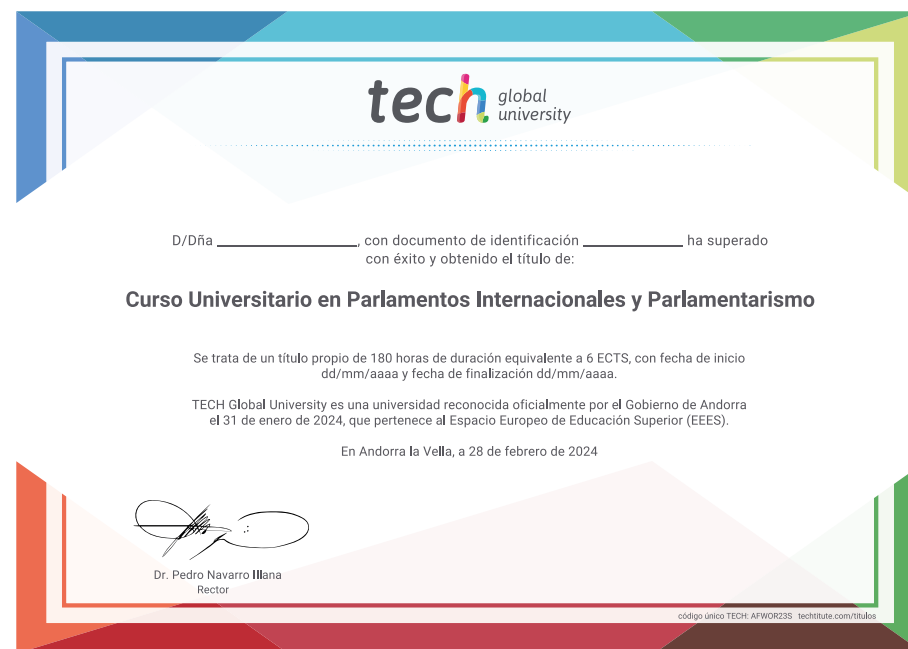 tech global university
D/Dña ____________________, con documento de identificación ______________ ha superado
con éxito y obtenido el título de:
Curso Universitario en Parlamentos Internacionales y Parlamentarismo
Se trata de un título propio de 180 horas de duración equivalente a 6 ECTS, con fecha de inicio
dd/mm/aaaa y fecha de finalización dd/mm/aaaa.
TECH Global University es una universidad reconocida oficialmente por el Gobierno de Andorra
el 31 de enero de 2024, que pertenece al Espacio Europeo de Educación Superior (EEES).
En Andorra la Vella, a 28 de febrero de 2024
Dr. Pedro Navarro Illana
Rector
código único TECH: AFWOR23S techtitute.com/titulos